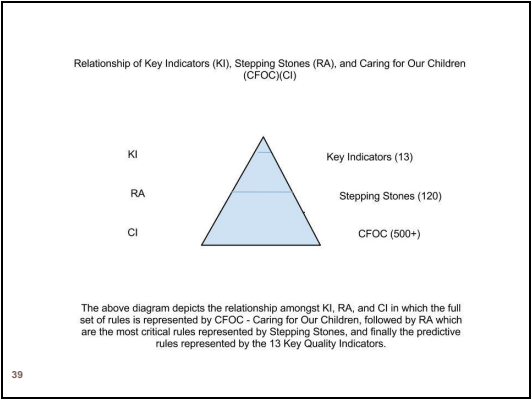 Relationship of Key Indicators (KI), Stepping Stones (RA), and Caring for Our Children
(CFOC)(CI)
KI
Key Indicators (13)
RA
Stepping Stones (120)
CI
CFOC (500+)
The above diagram depicts the relationship amongst KI, RA, and CI in which the full
set of rules is represented by CFOC - Caring for Our Children, followed by RA which
are the most critical rules represented by Stepping Stones, and finally the predictive
rules represented by the 13 Key Quality Indicators.
39